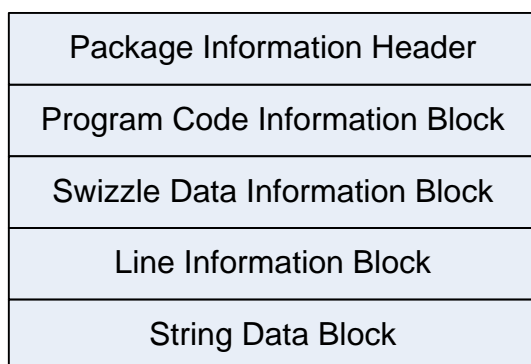 Package Information Header
Program Code Information Block
Swizzle Data Information Block
Line Information Block
String Data Block